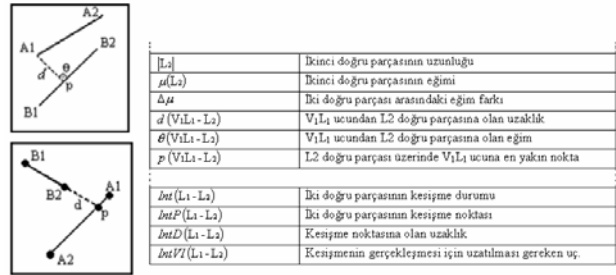 A2
A1
B2
θ
d
p
B1
B1
A1
B2
d
p
A2
|L₂| İkinci doğru parçasının uzunluğu
μ(L₂) İkinci doğru parçasının eğimi
Δμ İki doğru parçası arasındaki eğim farkı
d (V₁L₁ - L₂) V₁L₁ ucundan L2 doğru parçasına olan uzaklık
θ (V₁L₁ - L₂) V₁L₁ ucundan L2 doğru parçasına olan eğim
p (V₁L₁ - L₂) L2 doğru parçası üzerinde V₁L₁ ucuna en yakın nokta
Int (L₁ - L₂) İki doğru parçasının kesişme durumu
IntP (L₁ - L₂) İki doğru parçasının kesişme noktası
IntD (L₁ - L₂) Kesişme noktasına olan uzaklık
IntVl (L₁ - L₂) Kesişmenin gerçekleşmesi için uzatılması gereken uç.